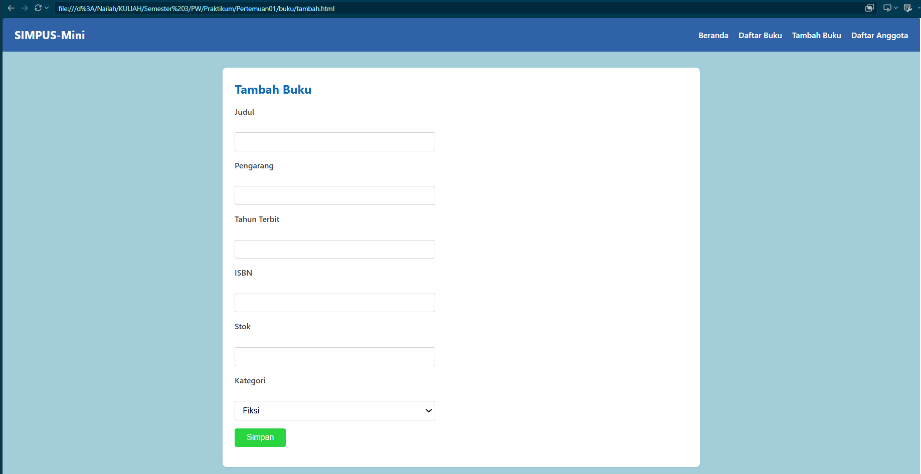 file:///d%3A/Nailah/KULIAH/Semester%203/PW/Praktikum/Pertemuan01/buku/tambah.html
SIMPUS-Mini
Beranda Daftar Buku Tambah Buku Daftar Anggota
Tambah Buku
Judul
Pengarang
Tahun Terbit
ISBN
Stok
Kategori
Fiksi
Simpan